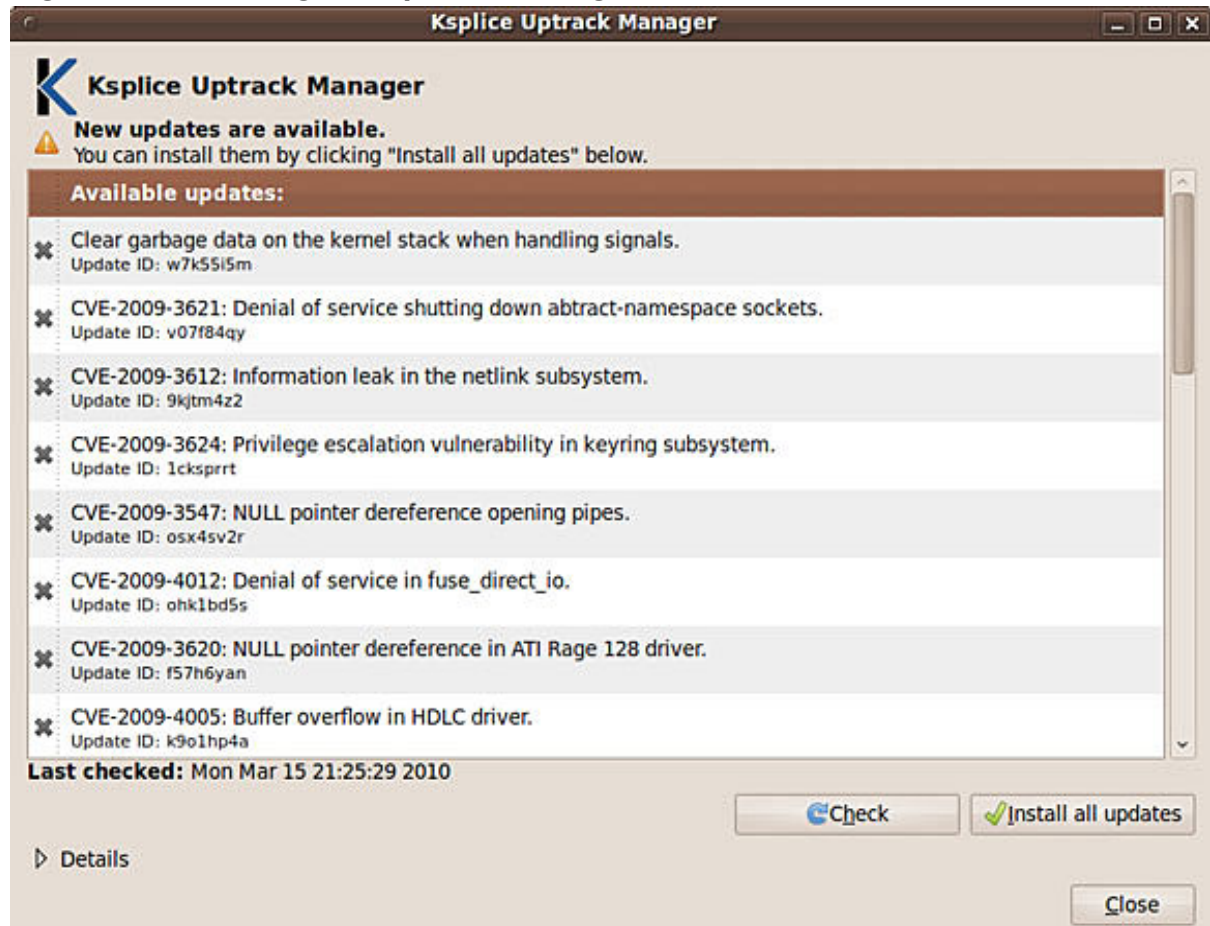 Ksplice Uptrack Manager
Ksplice Uptrack Manager
New updates are available.
You can install them by clicking "Install all updates" below.
Available updates:
Clear garbage data on the kernel stack when handling signals.
Update ID: w7k55i5m
CVE-2009-3621: Denial of service shutting down abtract-namespace sockets.
Update ID: v07f84qy
CVE-2009-3612: Information leak in the netlink subsystem.
Update ID: 9kjtm4z2
CVE-2009-3624: Privilege escalation vulnerability in keyring subsystem.
Update ID: 1cksprrt
CVE-2009-3547: NULL pointer dereference opening pipes.
Update ID: osx4sv2r
CVE-2009-4012: Denial of service in fuse_direct_io.
Update ID: ohk1bd5s
CVE-2009-3620: NULL pointer dereference in ATI Rage 128 driver.
Update ID: f57h6yan
CVE-2009-4005: Buffer overflow in HDLC driver.
Update ID: k9o1hp4a
Last checked: Mon Mar 15 21:25:29 2010
Check
Install all updates
Details
Close